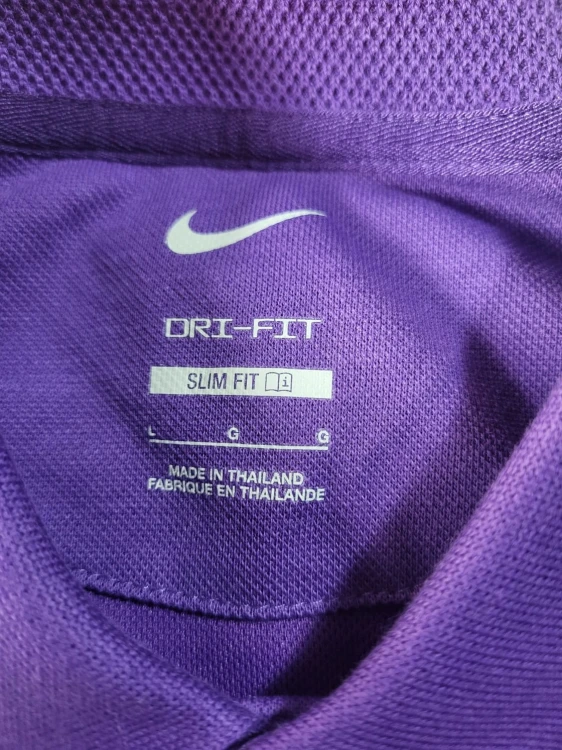 DRI-FIT
SLIM FIT
L G G
MADE IN THAILAND
FABRIQUE EN THAILANDE